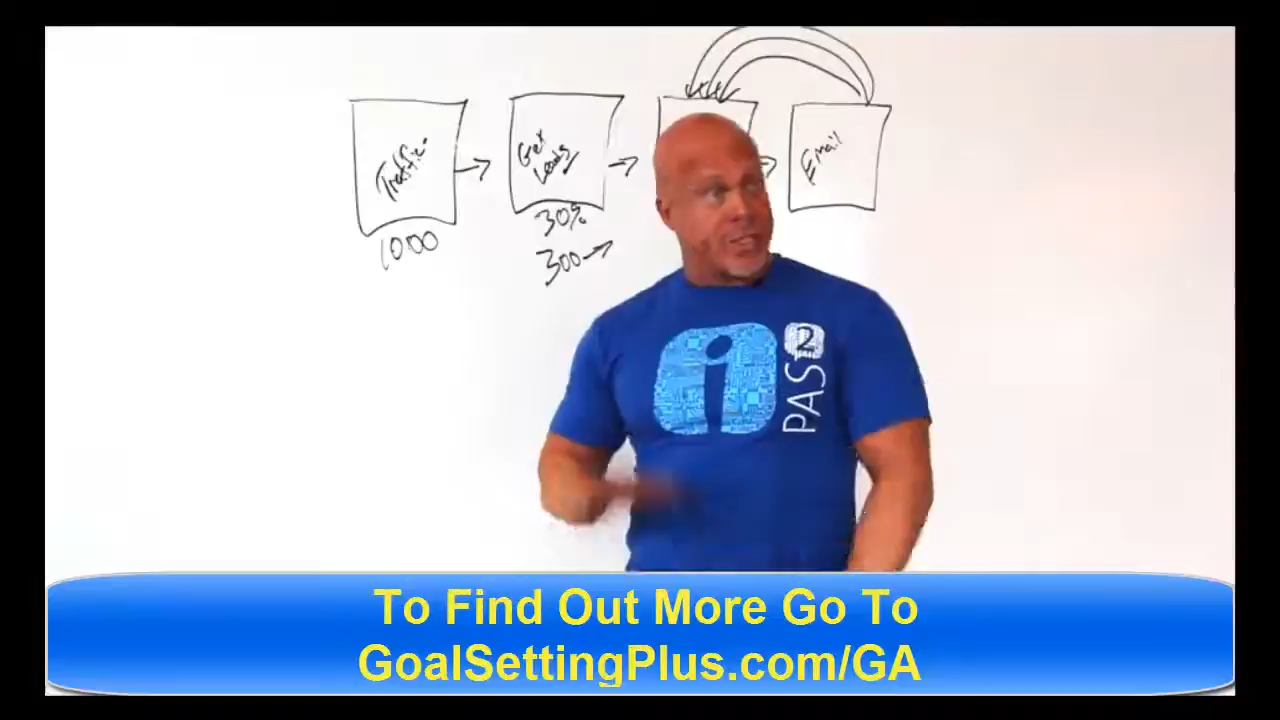 Traffic
1000
Get
Leads
30%
300
Email
i
PAS 2
To Find Out More Go To
GoalSettingPlus.com/GA